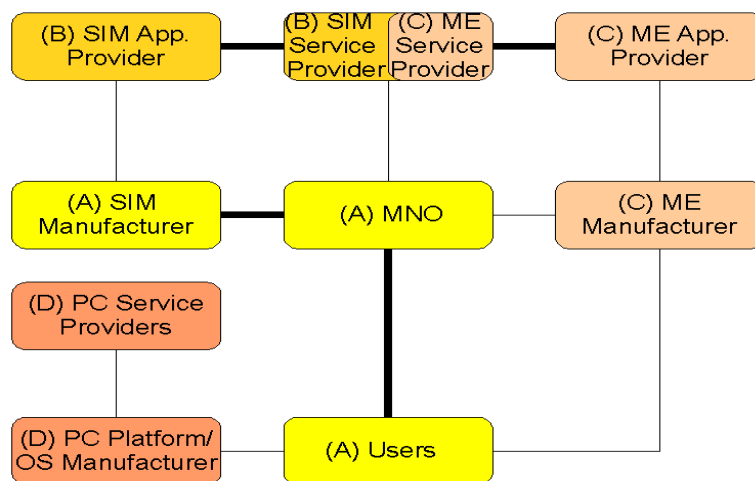 (B) SIM App.
Provider
(B) SIM
Service
Provider
(C) ME
Service
Provider
(C) ME App.
Provider
(A) SIM
Manufacturer
(A) MNO
(C) ME
Manufacturer
(D) PC Service
Providers
(D) PC Platform/
OS Manufacturer
(A) Users